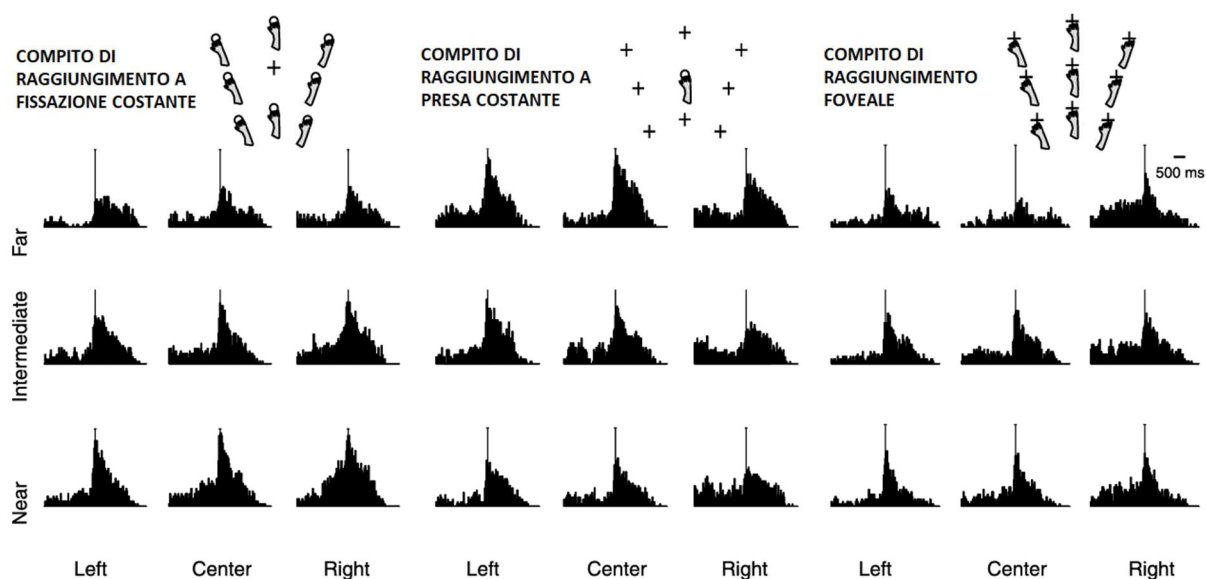 COMPITO DI
RAGGIUNGIMENTO A
FISSAZIONE COSTANTE
COMPITO DI
RAGGIUNGIMENTO A
PRESA COSTANTE
COMPITO DI
RAGGIUNGIMENTO
FOVEALE
500 ms
Far
Intermediate
Near
Left Center Right Left Center Right Left Center Right